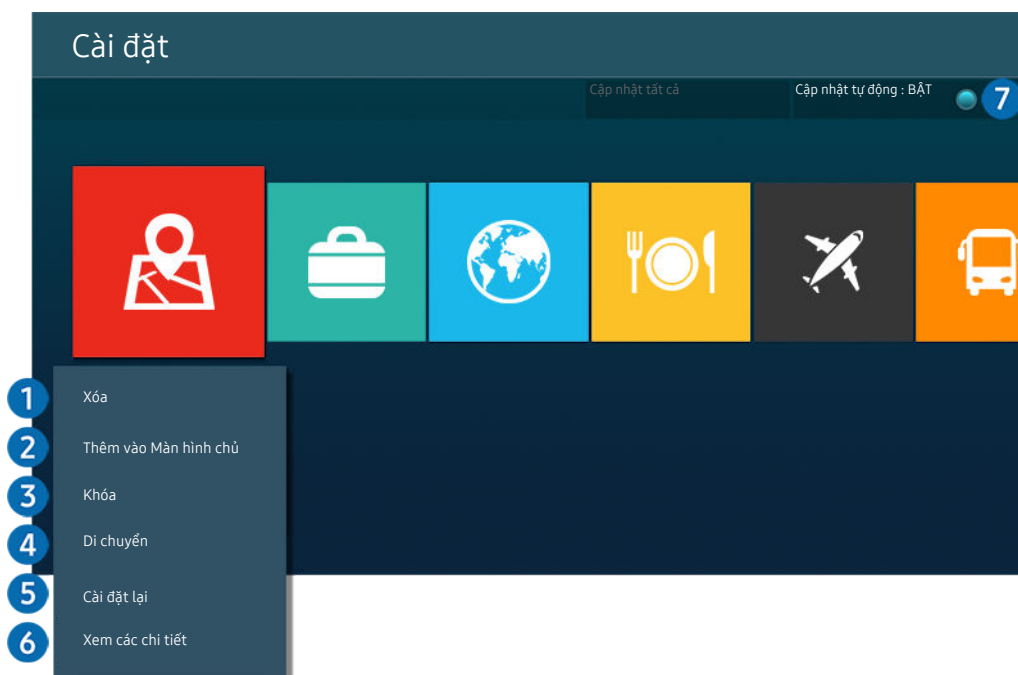 Cài đặt
Cập nhật tất cả
Cập nhật tự động : BẬT
7
1 Xóa
2 Thêm vào Màn hình chủ
3 Khóa
4 Di chuyển
5 Cài đặt lại
6 Xem các chi tiết